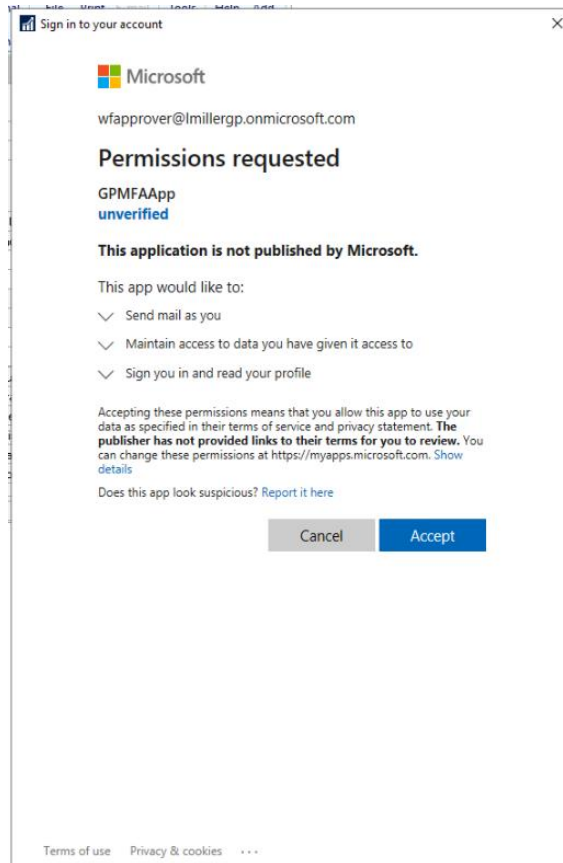 File Print Tools Help Add
Sign in to your account
Microsoft
wfapprover@lmillergp.onmicrosoft.com
Permissions requested
GPMFAApp
unverified
This application is not published by Microsoft.
This app would like to:
Send mail as you
Maintain access to data you have given it access to
Sign you in and read your profile
Accepting these permissions means that you allow this app to use your
data as specified in their terms of service and privacy statement. The
publisher has not provided links to their terms for you to review. You
can change these permissions at https://myapps.microsoft.com. Show
details
Does this app look suspicious? Report it here
Cancel Accept
Terms of use Privacy & cookies ...